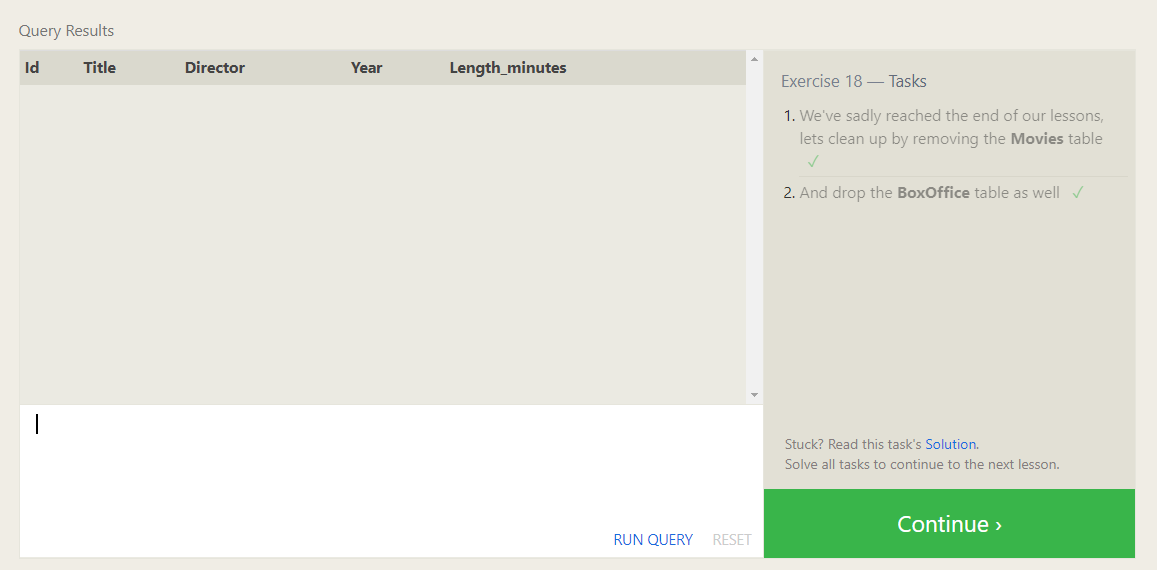 Query Results
Id Title Director Year Length_minutes
Exercise 18 — Tasks
1. We've sadly reached the end of our lessons,
lets clean up by removing the Movies table
✓
2. And drop the BoxOffice table as well ✓
Stuck? Read this task's Solution.
Solve all tasks to continue to the next lesson.
RUN QUERY RESET
Continue ›